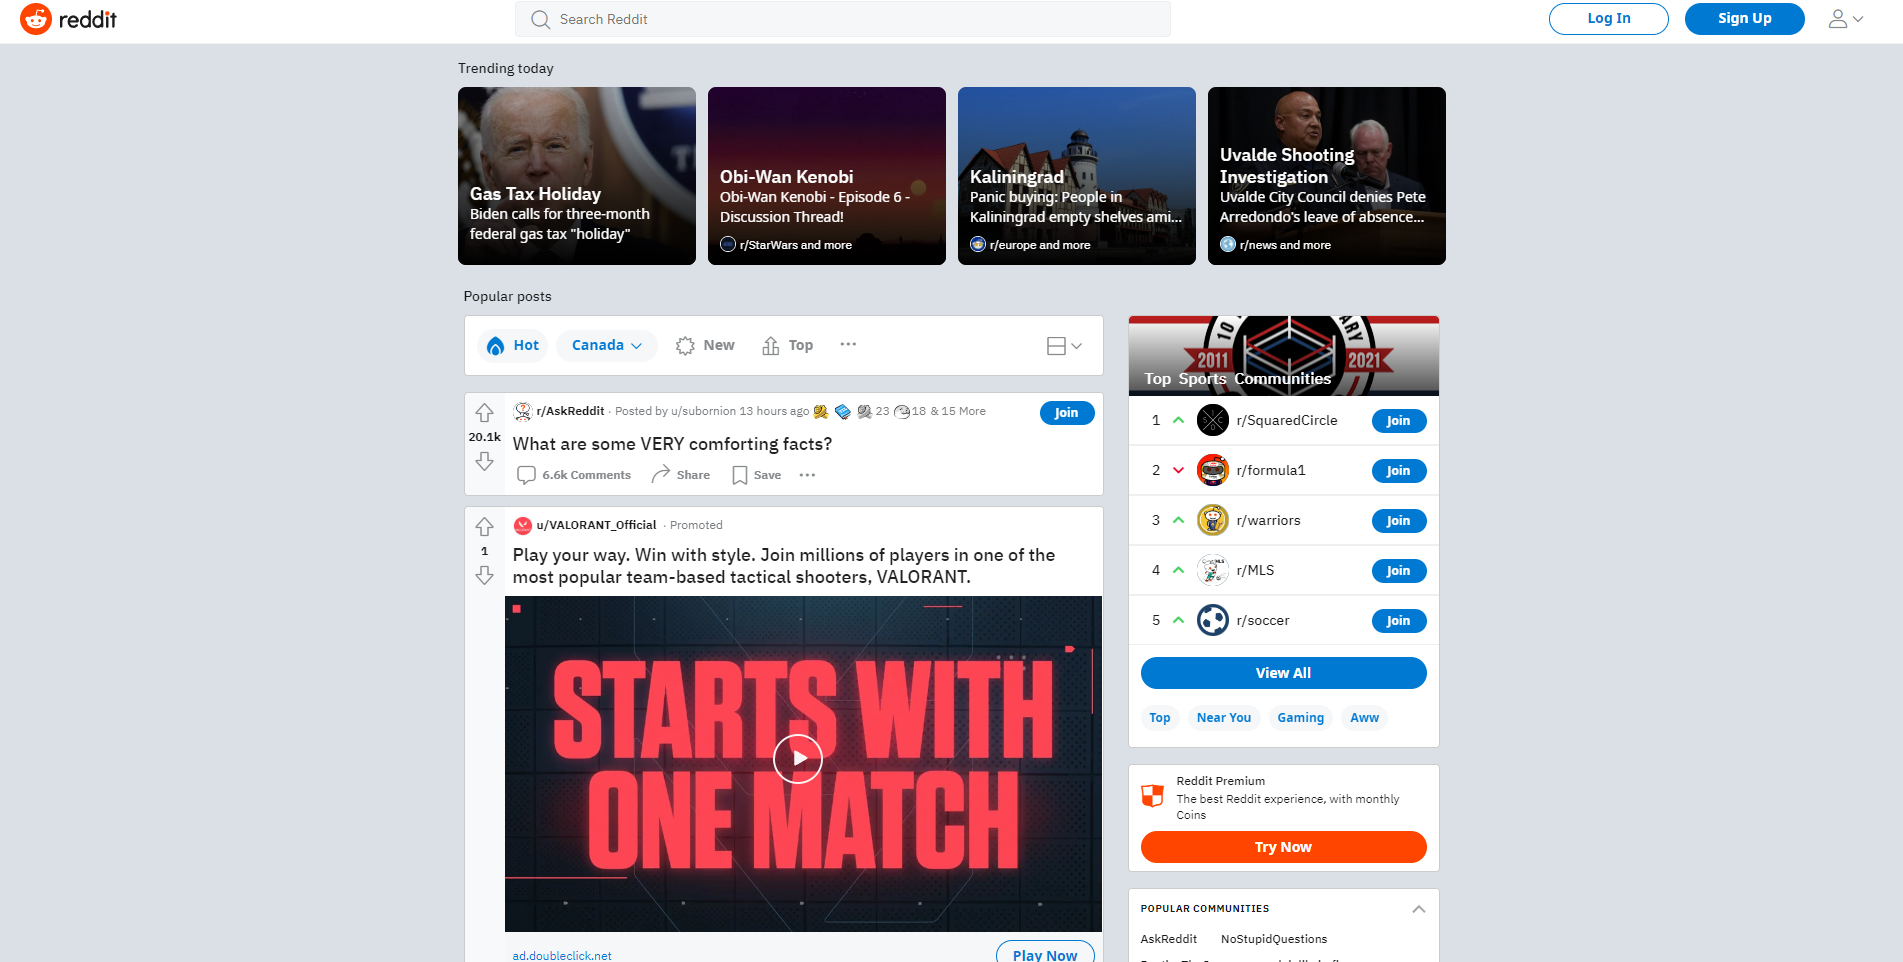 reddit
Search Reddit
Log In
Sign Up
Trending today
Gas Tax Holiday
Biden calls for three-month
federal gas tax "holiday"
Obi-Wan Kenobi
Obi-Wan Kenobi - Episode 6 -
Discussion Thread!
r/StarWars and more
Kaliningrad
Panic buying: People in
Kaliningrad empty shelves ami...
r/europe and more
Uvalde Shooting
Investigation
Uvalde City Council denies Pete
Arredondo's leave of absence...
r/news and more
Popular posts
Hot
Canada
New
Top
r/AskReddit · Posted by u/subornion 13 hours ago 23 18 & 15 More
Join
20.1k
What are some VERY comforting facts?
6.6k Comments
Share
Save
u/VALORANT_Official · Promoted
1
Play your way. Win with style. Join millions of players in one of the
most popular team-based tactical shooters, VALORANT.
STARTS WITH
ONE MATCH
ad.doubleclick.net
Play Now
10
ARY
2011
2021
Top Sports Communities
1 r/SquaredCircle Join
2 r/formula1 Join
3 r/warriors Join
4 r/MLS Join
5 r/soccer Join
View All
Top
Near You
Gaming
Aww
Reddit Premium
The best Reddit experience, with monthly
Coins
Try Now
POPULAR COMMUNITIES
AskReddit
NoStupidQuestions